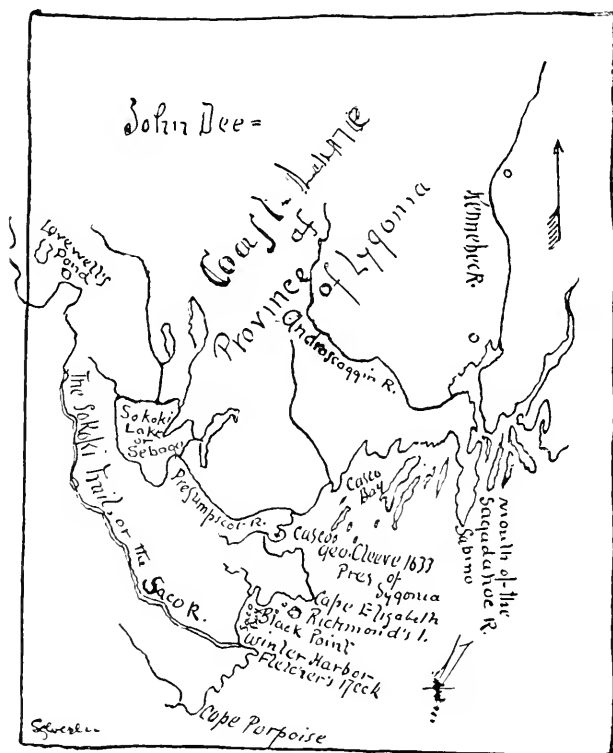 John Dee=
Coast Line
of
Province of Lygonia
Kennebeck.
Lovewell's
Pond
Androscoggin R.
The Sokoki Trail, or the Saco R.
Sokoki
Lake
or
Sebago
Presumpscot R.
Casco
Bay
Casco
Geo. Cleeve 1633
Pres of
Lygonia
Sabino
Mouth of the
Sagadahoc R.
Cape Elizabeth
Richmond's I.
Black Point
Winter Harbor
Fletcher's Neck
Cape Porpoise